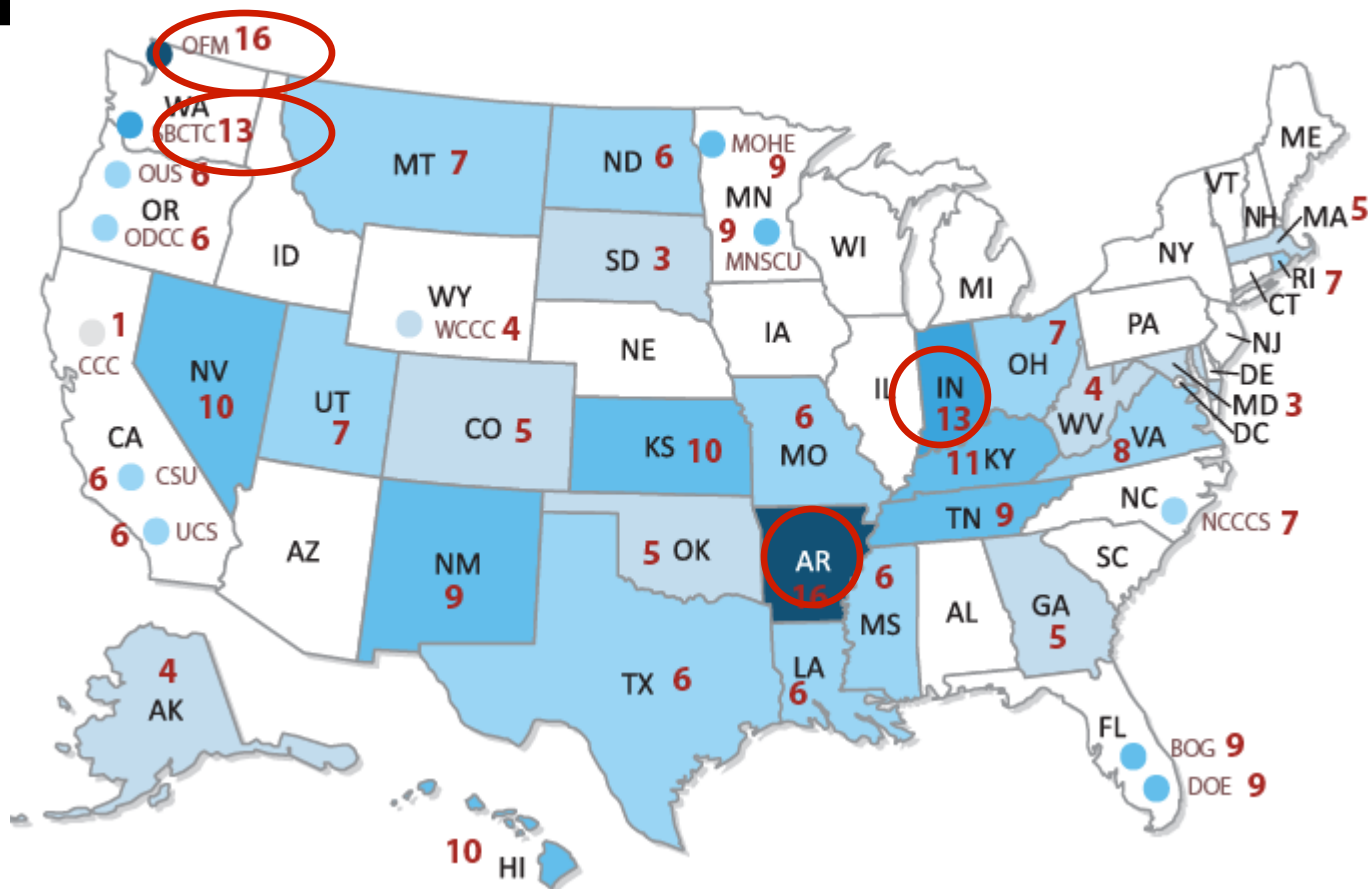 OFM 16
WA
SBCTC 13
OUS 6
OR
ODCC 6
ID
MT 7
ND 6
MOHE
9
MN
9
MNSCU
SD 3
WI
MI
WY
WCCC 4
NE
IA
1
CCC
NV
10
UT
7
CO 5
CA
6 CSU
6 UCS
KS 10
6
MO
IL
IN
13
7
OH
4
WV
8 VA
11 KY
PA
NY
VT
NH
ME
MA 5
RI 7
CT
NJ
DE
MD 3
DC
TN 9
NC
NCCCS 7
SC
AZ
NM
9
5 OK
AR
16
6
MS
AL
GA
5
TX 6
LA
6
FL
BOG 9
DOE 9
4
AK
10 HI